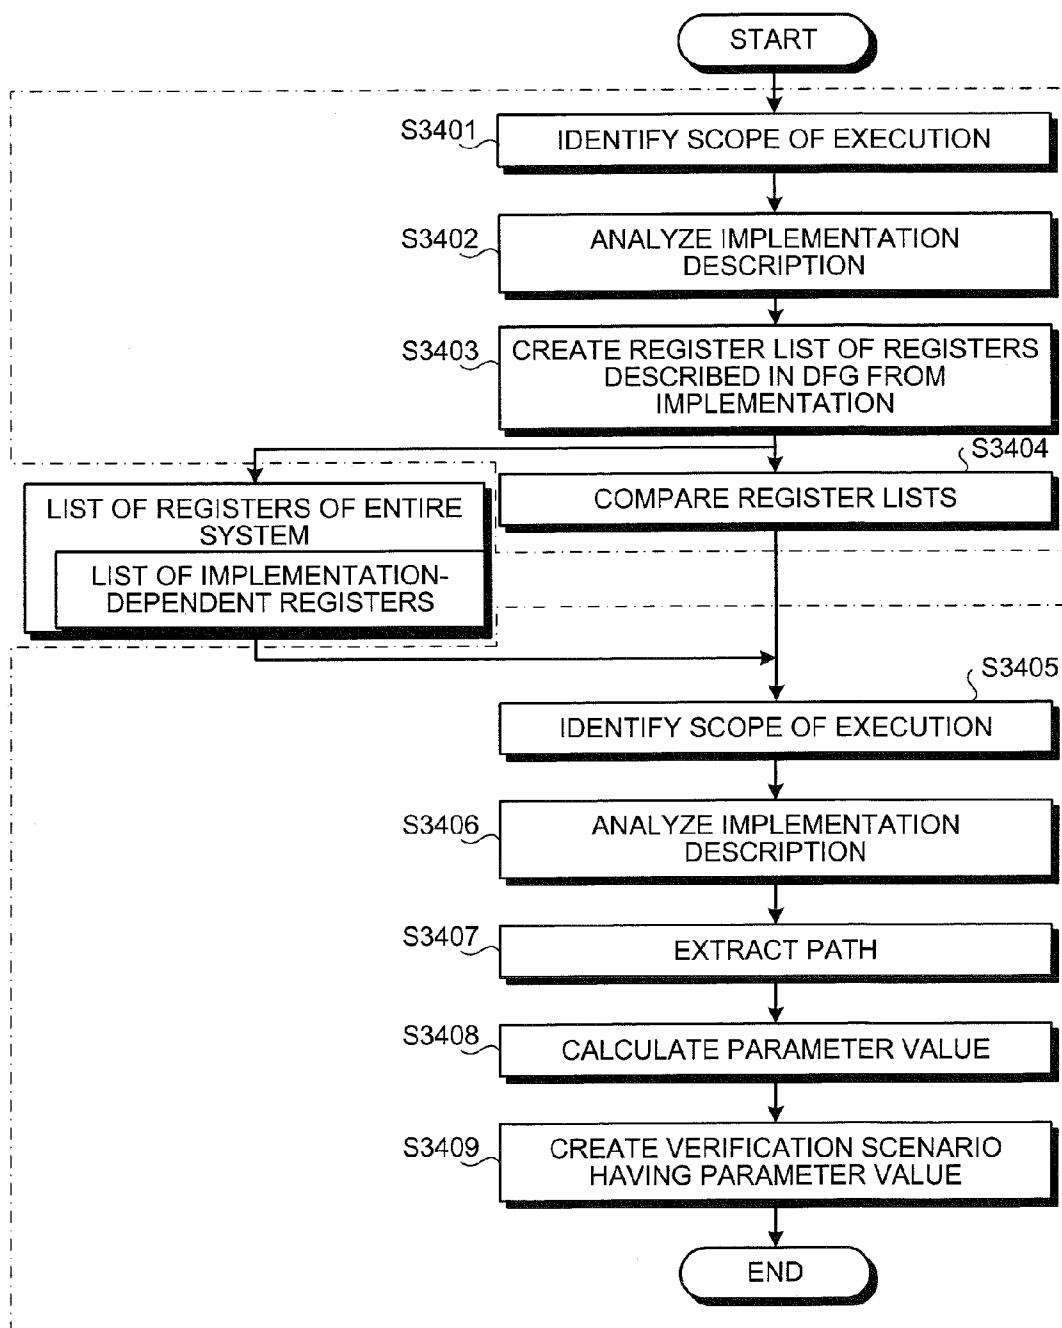 START
S3401
IDENTIFY SCOPE OF EXECUTION
S3402
ANALYZE IMPLEMENTATION
DESCRIPTION
S3403
CREATE REGISTER LIST OF REGISTERS
DESCRIBED IN DFG FROM
IMPLEMENTATION
S3404
COMPARE REGISTER LISTS
LIST OF REGISTERS OF ENTIRE
SYSTEM
LIST OF IMPLEMENTATION-
DEPENDENT REGISTERS
S3405
IDENTIFY SCOPE OF EXECUTION
S3406
ANALYZE IMPLEMENTATION
DESCRIPTION
S3407
EXTRACT PATH
S3408
CALCULATE PARAMETER VALUE
S3409
CREATE VERIFICATION SCENARIO
HAVING PARAMETER VALUE
END